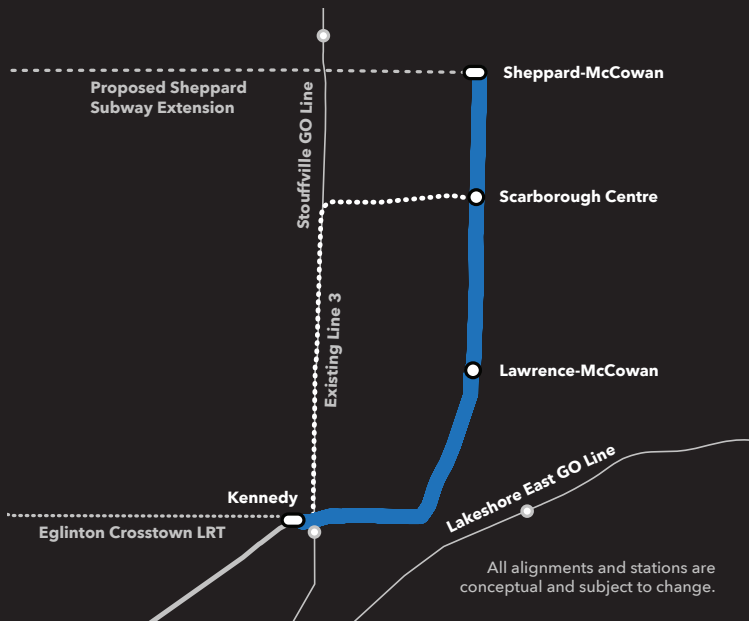 Sheppard-McCowan
Proposed Sheppard
Subway Extension
Stouffville GO Line
Scarborough Centre
Existing Line 3
Lawrence-McCowan
Lakeshore East GO Line
Kennedy
Eglinton Crosstown LRT
All alignments and stations are
conceptual and subject to change.